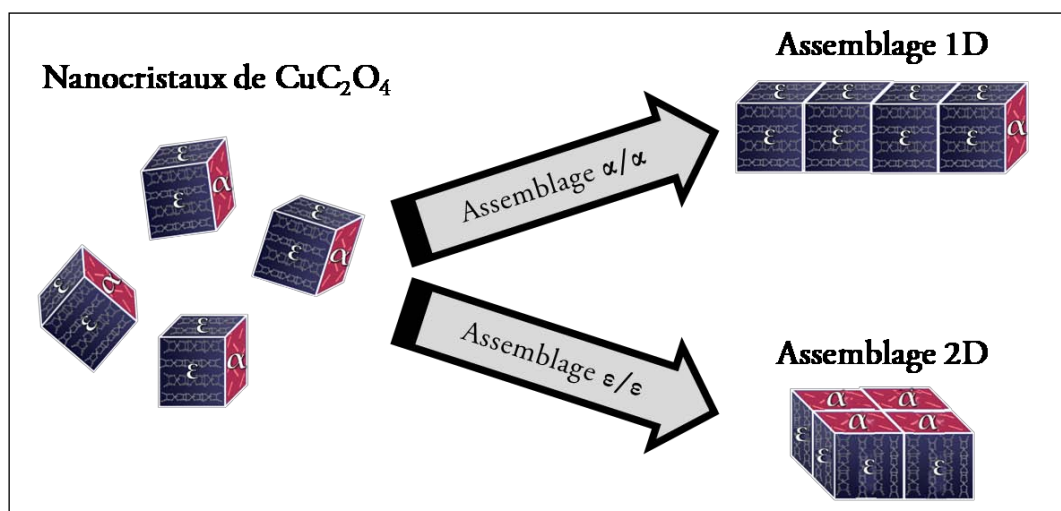 Nanocristaux de CuC₂O₄
ε
ε
α
ε
ε
α
ε
α
ε
ε
ε
α
Assemblage α/α
Assemblage ε/ε
Assemblage 1D
ε ε ε ε
ε ε ε ε α
Assemblage 2D
α α
α α
ε ε ε ε